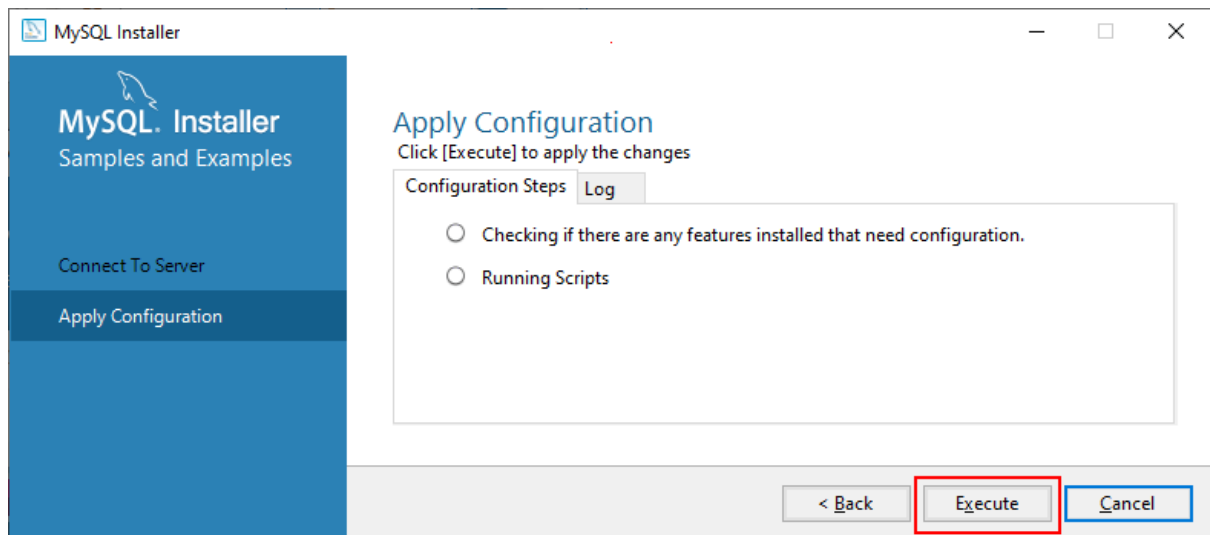 MySQL Installer
MySQL. Installer
Samples and Examples
Connect To Server
Apply Configuration
Apply Configuration
Click [Execute] to apply the changes
Configuration Steps
Log
Checking if there are any features installed that need configuration.
Running Scripts
< Back
Execute
Cancel